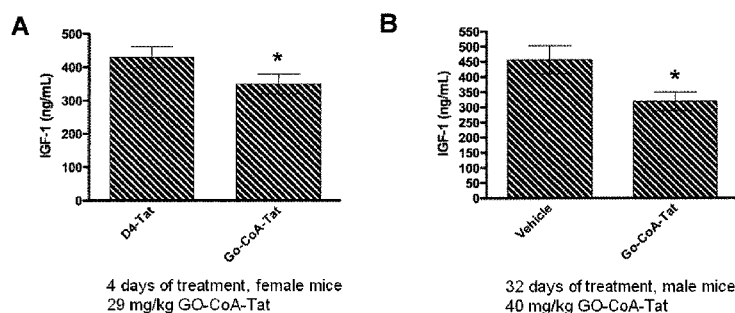 A
IGF-1 (ng/mL)
500
400
300
200
100
0
*
D4-Tat
Go-CoA-Tat
4 days of treatment, female mice
29 mg/kg GO-CoA-Tat
B
IGF-1 (ng/mL)
550
500
450
400
350
300
250
200
150
100
50
0
*
Vehicle
Go-CoA-Tat
32 days of treatment, male mice
40 mg/kg GO-CoA-Tat